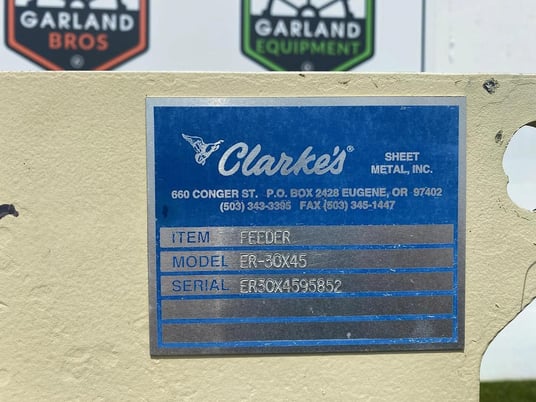 GARLAND
BROS
®
GARLAND
EQUIPMENT
®
Clarke's® SHEET METAL, INC.
660 CONGER ST. P.O. BOX 2428 EUGENE, OR 97402
(503) 343-3395 FAX (503) 345-1447
ITEM FEEDER
MODEL ER-30X45
SERIAL ER30X4595852